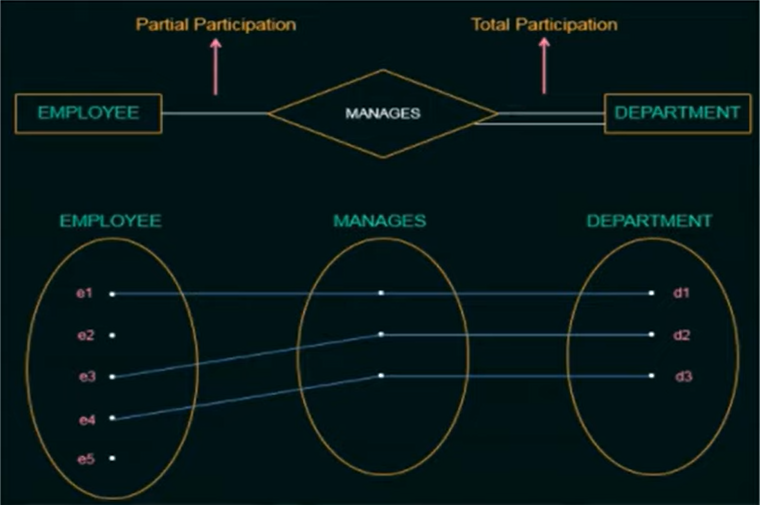 Partial Participation
Total Participation
EMPLOYEE
MANAGES
DEPARTMENT
EMPLOYEE
MANAGES
DEPARTMENT
e1
d1
e2
d2
e3
d3
e4
e5